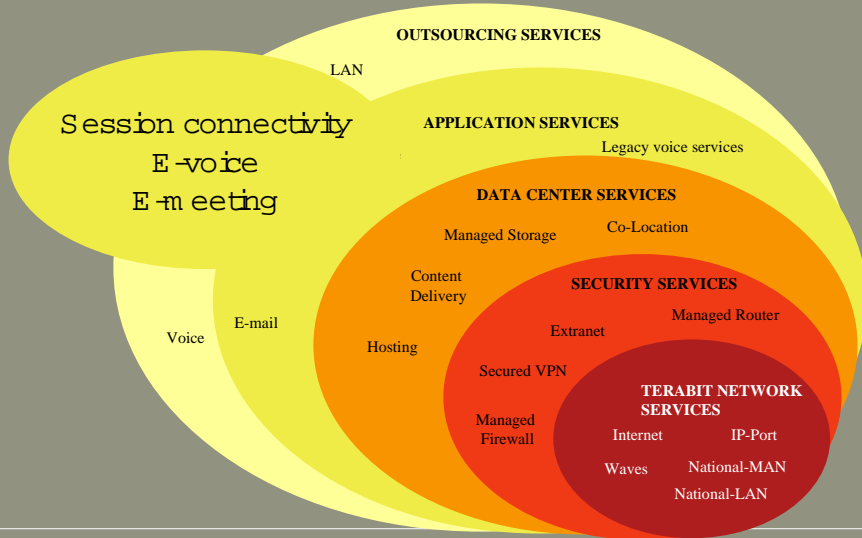 OUTSOURCING SERVICES
LAN
Session connectivity
E-voice
E-meeting
APPLICATION SERVICES
Legacy voice services
DATA CENTER SERVICES
Managed Storage
Co-Location
Content
Delivery
SECURITY SERVICES
Managed Router
Extranet
Voice
E-mail
Hosting
Secured VPN
Managed
Firewall
TERABIT NETWORK
SERVICES
Internet
IP-Port
Waves
National-MAN
National-LAN